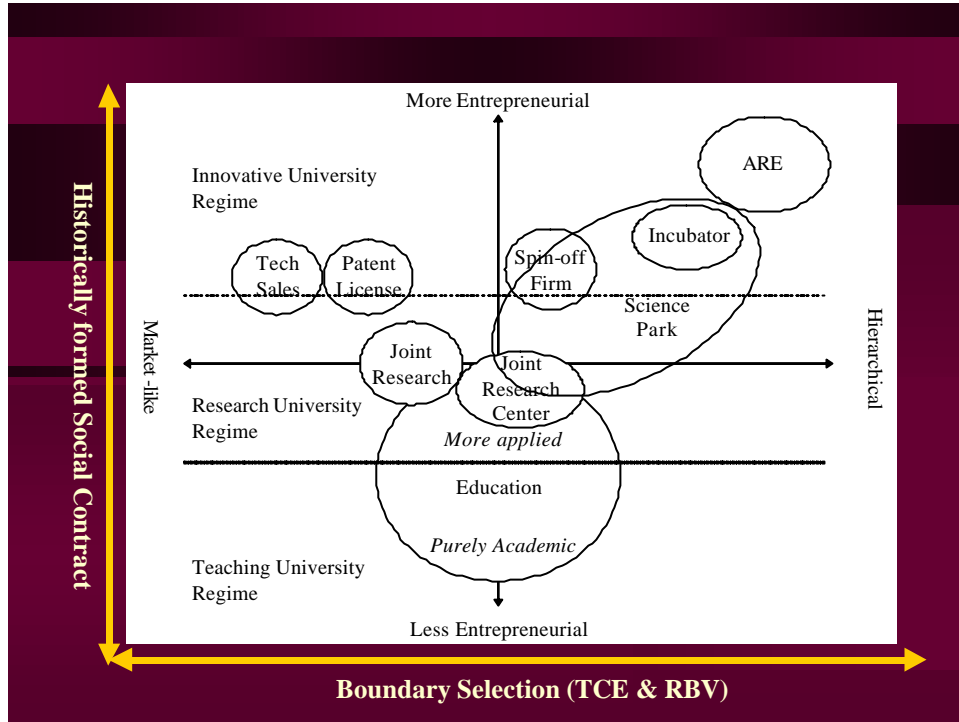 More Entrepreneurial
ARE
Innovative University
Regime
Incubator
Tech
Sales
Patent
License
Spin-off
Firm
Science
Park
Historically formed Social Contract
Market -like
Hierarchical
Joint
Research
Joint
Research
Center
Research University
Regime
More applied
Education
Purely Academic
Teaching University
Regime
Less Entrepreneurial
Boundary Selection (TCE & RBV)